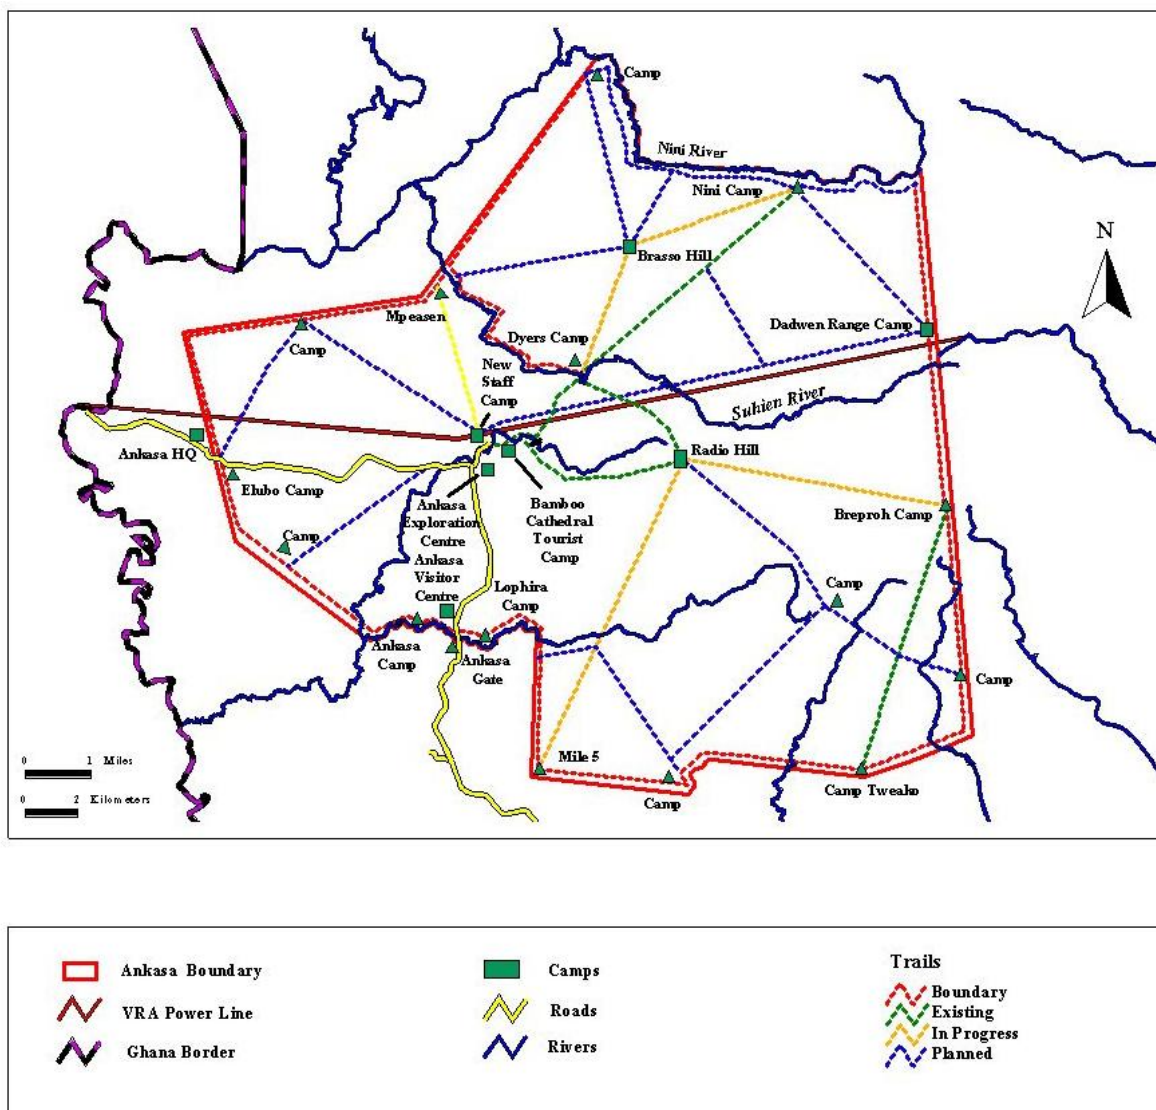 Camp
Nini River
Nini Camp
N
Brasso Hill
Mpeasen
Dyers Camp
Dadwen Range Camp
Camp
New
Staff
Camp
Suhien River
Ankasa HQ
Radio Hill
Elubo Camp
Ankasa
Exploration
Centre
Bamboo
Cathedral
Tourist
Camp
Breproh Camp
Camp
Ankasa
Visitor
Centre
Lophira
Camp
Camp
Ankasa
Camp
Ankasa
Gate
Camp
0 1 Miles
0 2 Kilometers
Mile 5
Camp
Camp Tweako
Ankasa Boundary
VRA Power Line
Ghana Border
Camps
Roads
Rivers
Trails
Boundary
Existing
In Progress
Planned